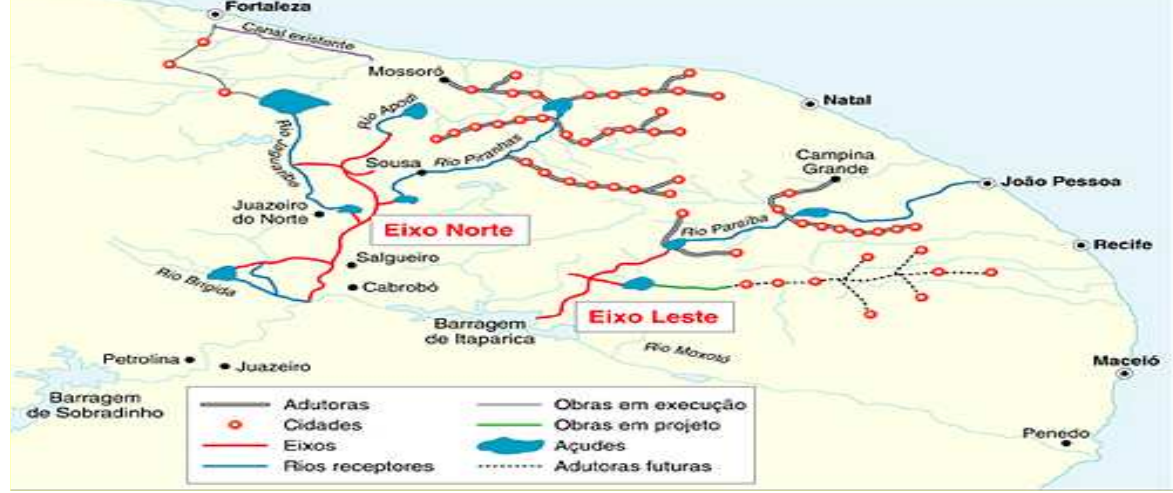 Fortaleza
Canal existente
Mossoró
Rio Apodi
Natal
Rio Jaguaribe
Sousa
Rio Piranhas
Campina
Grande
João Pessoa
Juazeiro
do Norte
Eixo Norte
Rio Paraíba
Recife
Salgueiro
Rio Brígida
Cabrobó
Eixo Leste
Barragem
de Itaparica
Rio Moxotó
Petrolina
Juazeiro
Maceió
Barragem
de Sobradinho
Adutoras
Cidades
Eixos
Rios receptores
Obras em execução
Obras em projeto
Açudes
Adutoras futuras
Penedo